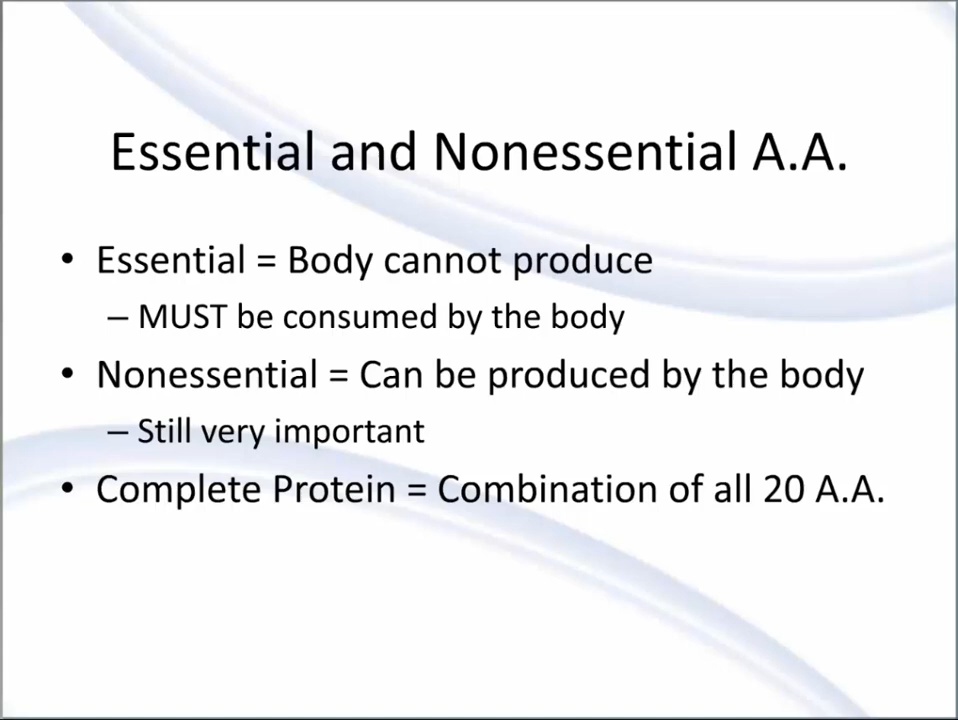 Essential and Nonessential A.A.
• Essential = Body cannot produce
– MUST be consumed by the body
• Nonessential = Can be produced by the body
– Still very important
• Complete Protein = Combination of all 20 A.A.